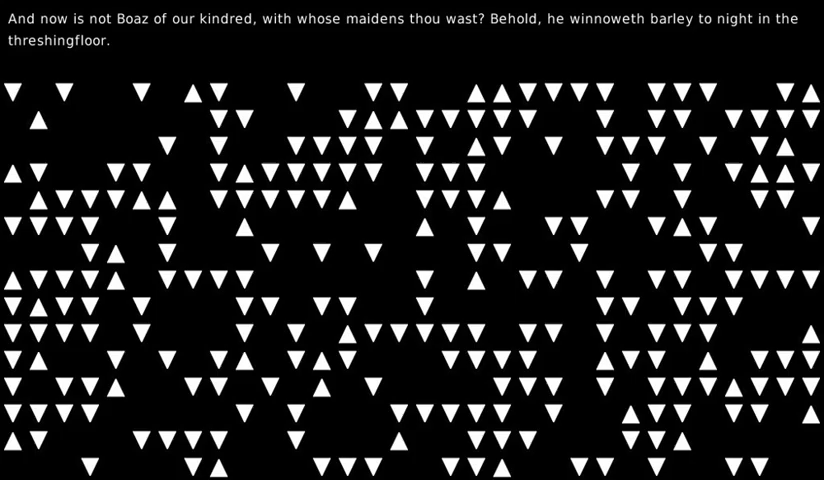 And now is not Boaz of our kindred, with whose maidens thou wast? Behold, he winnoweth barley to night in the
threshingfloor.